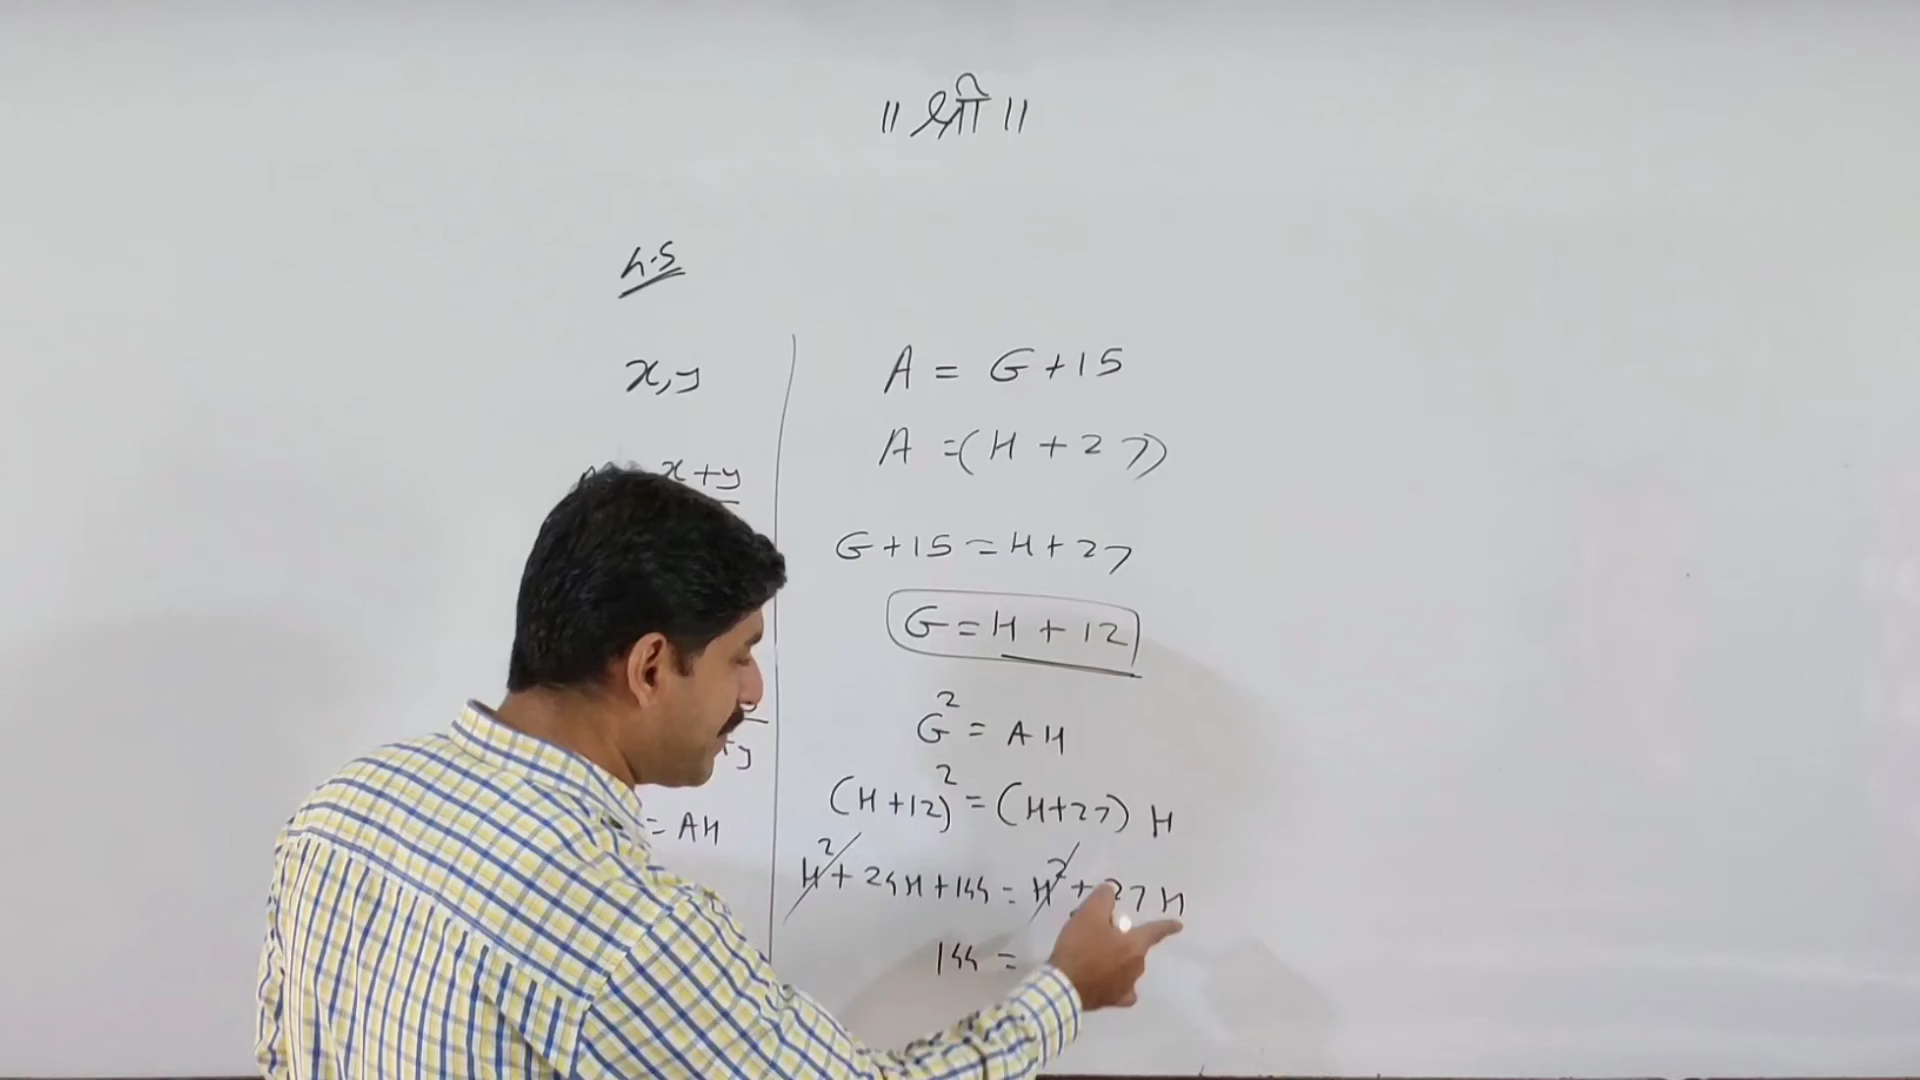 ॥ श्री ॥
h.s
x,y
x+y
+y
= AH
A = G+15
A =(H + 27)
G+15 = H+27
G = H + 12
G² = AH
(H+12)² = (H+27) H
H² + 24H + 144 = H² + 27H
144 =